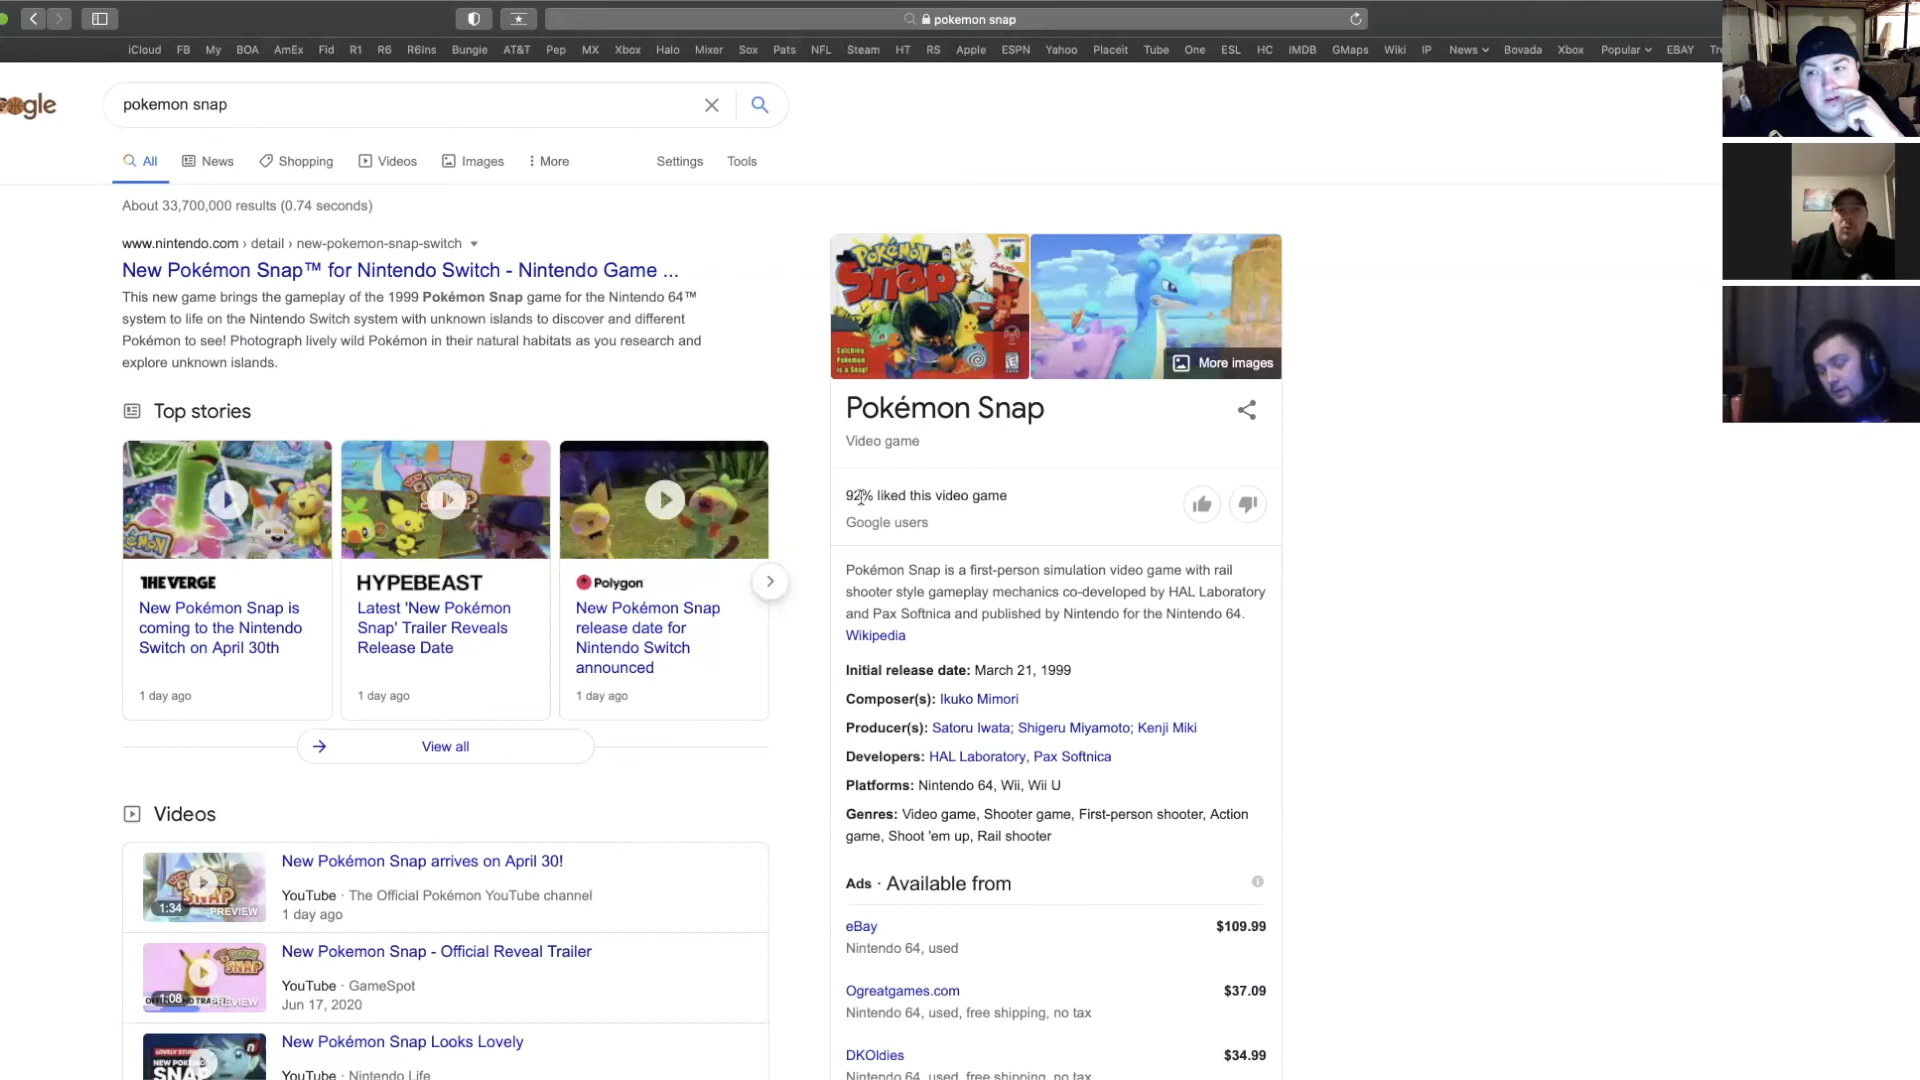 pokemon snap
iCloud FB My BOA AmEx Fid R1 R6 R6Ins Bungie AT&T Pep MX Xbox Halo Mixer Sox Pats NFL Steam HT RS Apple ESPN Yahoo Placeit Tube One ESL HC IMDB GMaps Wiki IP News Bovada Xbox Popular EBAY
pokemon snap
All News Shopping Videos Images More Settings Tools
About 33,700,000 results (0.74 seconds)
www.nintendo.com › detail › new-pokemon-snap-switch
New Pokémon Snap™ for Nintendo Switch - Nintendo Game ...
This new game brings the gameplay of the 1999 Pokémon Snap game for the Nintendo 64™
system to life on the Nintendo Switch system with unknown islands to discover and different
Pokémon to see! Photograph lively wild Pokémon in their natural habitats as you research and
explore unknown islands.
Top stories
THE VERGE
New Pokémon Snap is
coming to the Nintendo
Switch on April 30th
1 day ago
HYPEBEAST
Latest 'New Pokémon
Snap' Trailer Reveals
Release Date
1 day ago
Polygon
New Pokémon Snap
release date for
Nintendo Switch
announced
1 day ago
View all
Videos
1:34
PREVIEW
New Pokémon Snap arrives on April 30!
YouTube · The Official Pokémon YouTube channel
1 day ago
1:08
PREVIEW
New Pokemon Snap - Official Reveal Trailer
YouTube · GameSpot
Jun 17, 2020
New Pokémon Snap Looks Lovely
YouTube · Nintendo Life
Pokémon
Snap
More images
Pokémon Snap
Video game
92% liked this video game
Google users
Pokémon Snap is a first-person simulation video game with rail
shooter style gameplay mechanics co-developed by HAL Laboratory
and Pax Softnica and published by Nintendo for the Nintendo 64.
Wikipedia
Initial release date: March 21, 1999
Composer(s): Ikuko Mimori
Producer(s): Satoru Iwata; Shigeru Miyamoto; Kenji Miki
Developers: HAL Laboratory, Pax Softnica
Platforms: Nintendo 64, Wii, Wii U
Genres: Video game, Shooter game, First-person shooter, Action
game, Shoot 'em up, Rail shooter
Ads · Available from
eBay $109.99
Nintendo 64, used
Ogreatgames.com $37.09
Nintendo 64, used, free shipping, no tax
DKOldies $34.99
Nintendo 64, used, free shipping, no tax